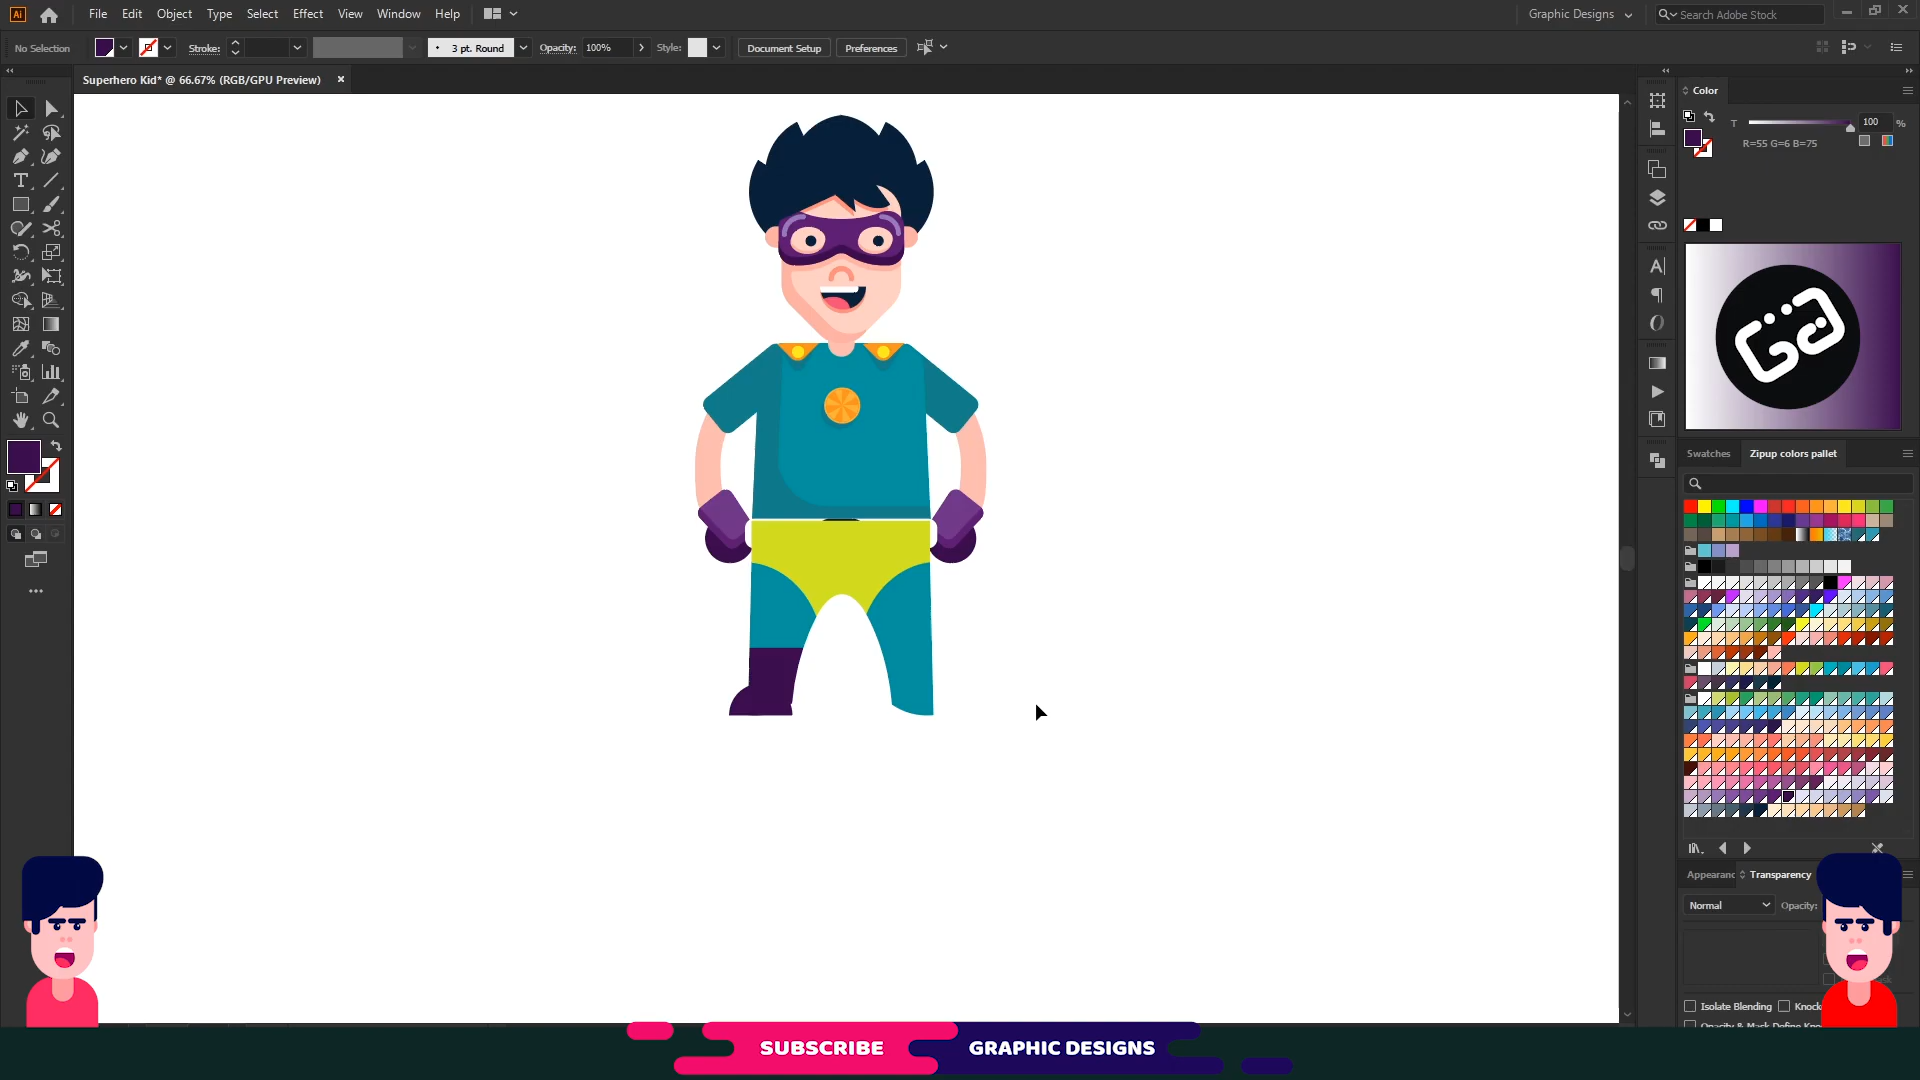 Ai File Edit Object Type Select Effect View Window Help Graphic Designs Search Adobe Stock
No Selection Stroke: 3 pt. Round Opacity: 100% Style: Document Setup Preferences
Superhero Kid* @ 66.67% (RGB/GPU Preview)
Color
T 100 %
R=55 G=6 B=75
Swatches Zipup colors pallet
Transparency
Normal Opacity:
Isolate Blending
SUBSCRIBE GRAPHIC DESIGNS